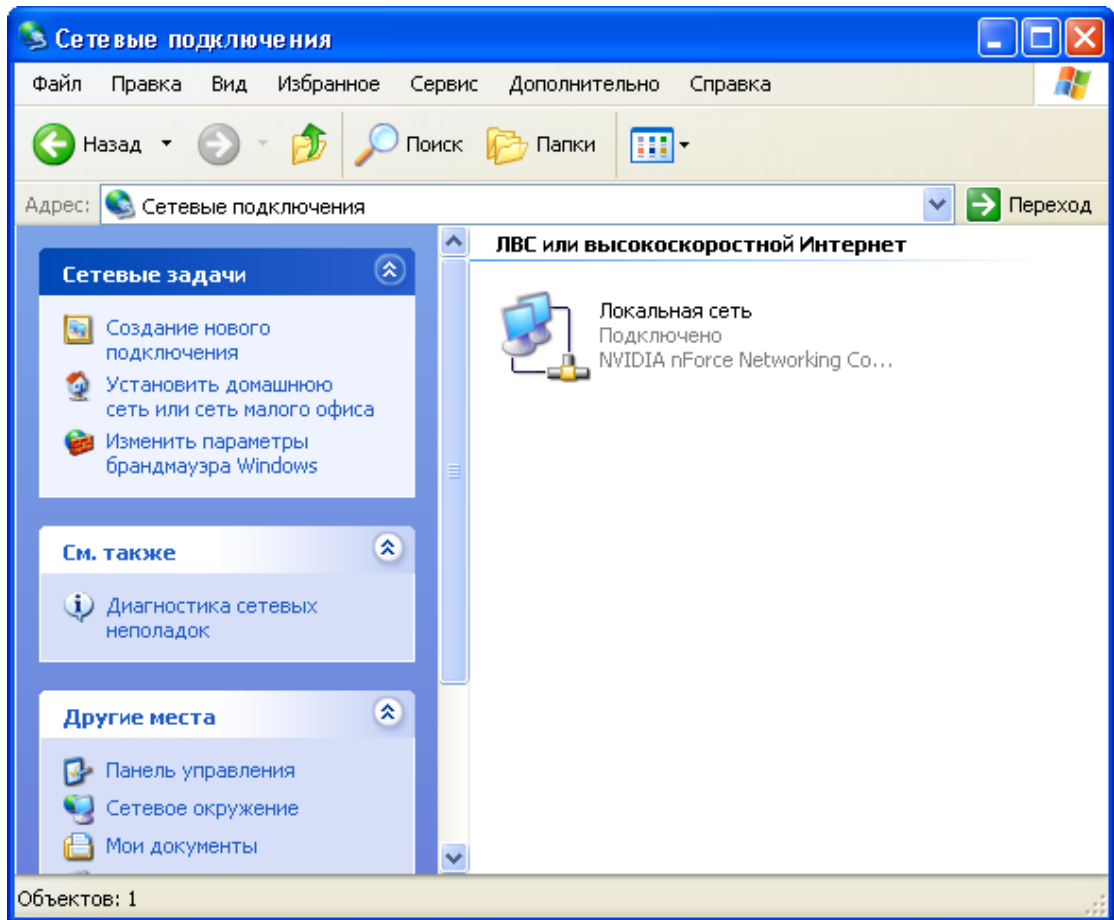 Сетевые подключения
Файл Правка Вид Избранное Сервис Дополнительно Справка
Назад Поиск Папки
Адрес: Сетевые подключения Переход
Сетевые задачи
Создание нового
подключения
Установить домашнюю
сеть или сеть малого офиса
Изменить параметры
брандмауэра Windows
См. также
Диагностика сетевых
неполадок
Другие места
Панель управления
Сетевое окружение
Мои документы
ЛВС или высокоскоростной Интернет
Локальная сеть
Подключено
NVIDIA nForce Networking Co...
Объектов: 1